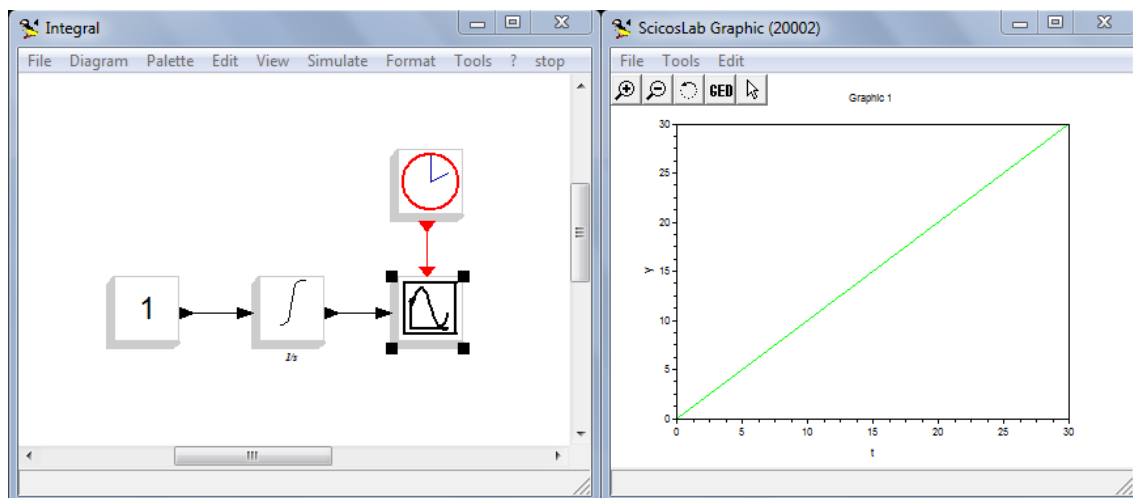 Integral
File Diagram Palette Edit View Simulate Format Tools ? stop
1
1/s
ScicosLab Graphic (20002)
File Tools Edit
GED
Graphic 1
30
25
20
15
10
5
0
y
0 5 10 15 20 25 30
t